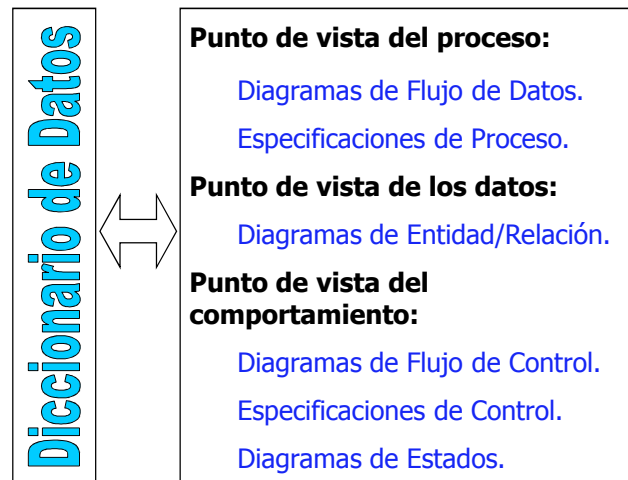 Diccionario de Datos
Punto de vista del proceso:
Diagramas de Flujo de Datos.
Especificaciones de Proceso.
Punto de vista de los datos:
Diagramas de Entidad/Relación.
Punto de vista del
comportamiento:
Diagramas de Flujo de Control.
Especificaciones de Control.
Diagramas de Estados.